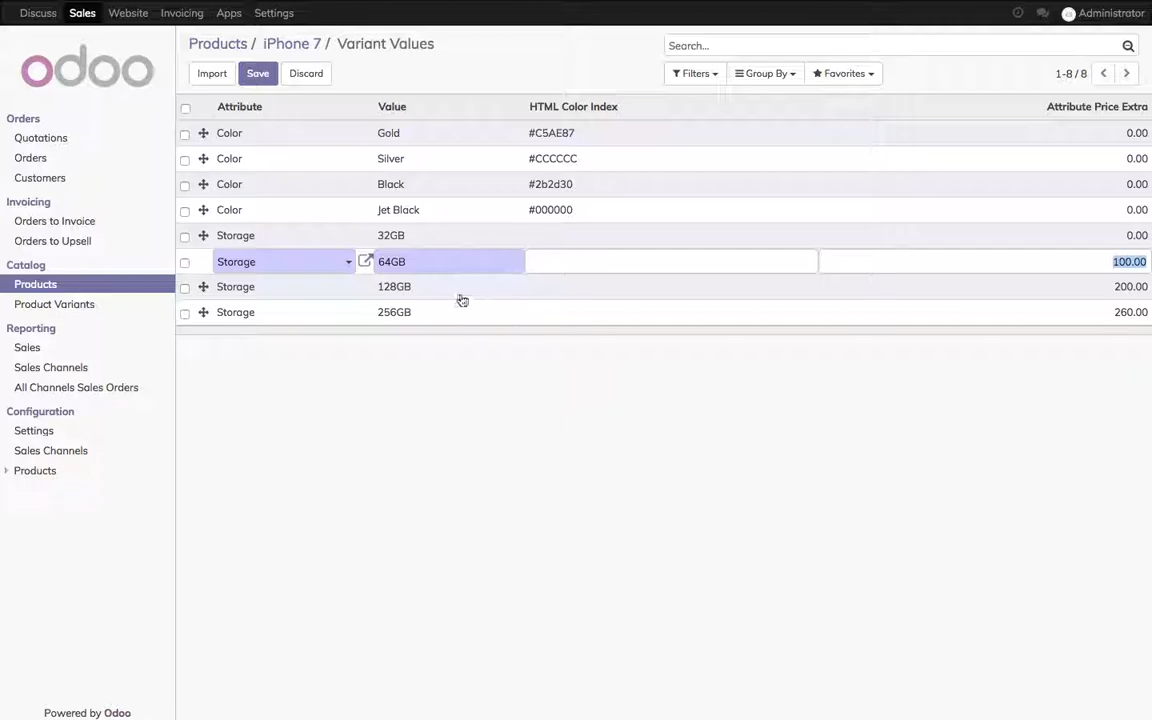 Discuss Sales Website Invoicing Apps Settings Administrator
odoo
Products / iPhone 7 / Variant Values
Search...
Import Save Discard
Filters Group By Favorites 1-8 / 8
Attribute Value HTML Color Index Attribute Price Extra
Color Gold #C5AE87 0.00
Color Silver #CCCCCC 0.00
Color Black #2b2d30 0.00
Color Jet Black #000000 0.00
Storage 32GB 0.00
Storage 64GB 100.00
Storage 128GB 200.00
Storage 256GB 260.00
Orders
Quotations
Orders
Customers
Invoicing
Orders to Invoice
Orders to Upsell
Catalog
Products
Product Variants
Reporting
Sales
Sales Channels
All Channels Sales Orders
Configuration
Settings
Sales Channels
Products
Powered by Odoo